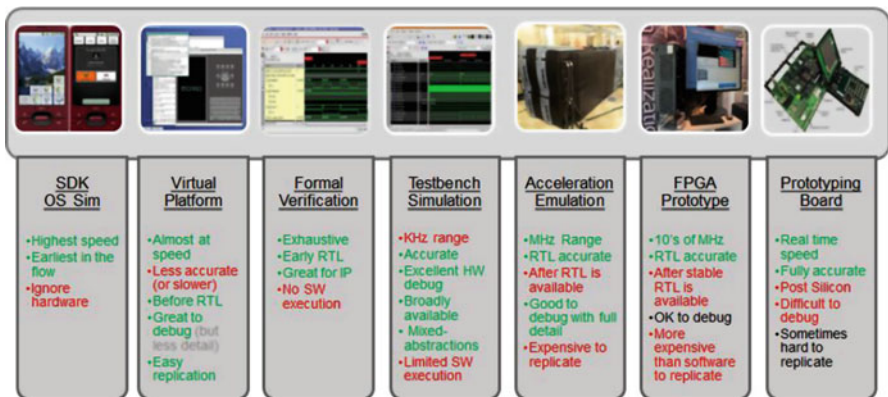 SDK
OS Sim
•Highest speed
•Earliest in the
flow
•Ignore
hardware
Virtual
Platform
•Almost at
speed
•Less accurate
(or slower)
•Before RTL
•Great to
debug (but
less detail)
•Easy
replication
Formal
Verification
•Exhaustive
•Early RTL
•Great for IP
•No SW
execution
Testbench
Simulation
•KHz range
•Accurate
•Excellent HW
debug
•Broadly
available
• Mixed-
abstractions
•Limited SW
execution
Acceleration
Emulation
•MHz Range
•RTL accurate
•After RTL is
available
•Good to
debug with full
detail
•Expensive to
replicate
FPGA
Prototype
•10's of MHz
•RTL accurate
•After stable
RTL is
available
•OK to debug
•More
expensive
than software
to replicate
Prototyping
Board
•Real time
speed
•Fully accurate
•Post Silicon
•Difficult to
debug
•Sometimes
hard to
replicate